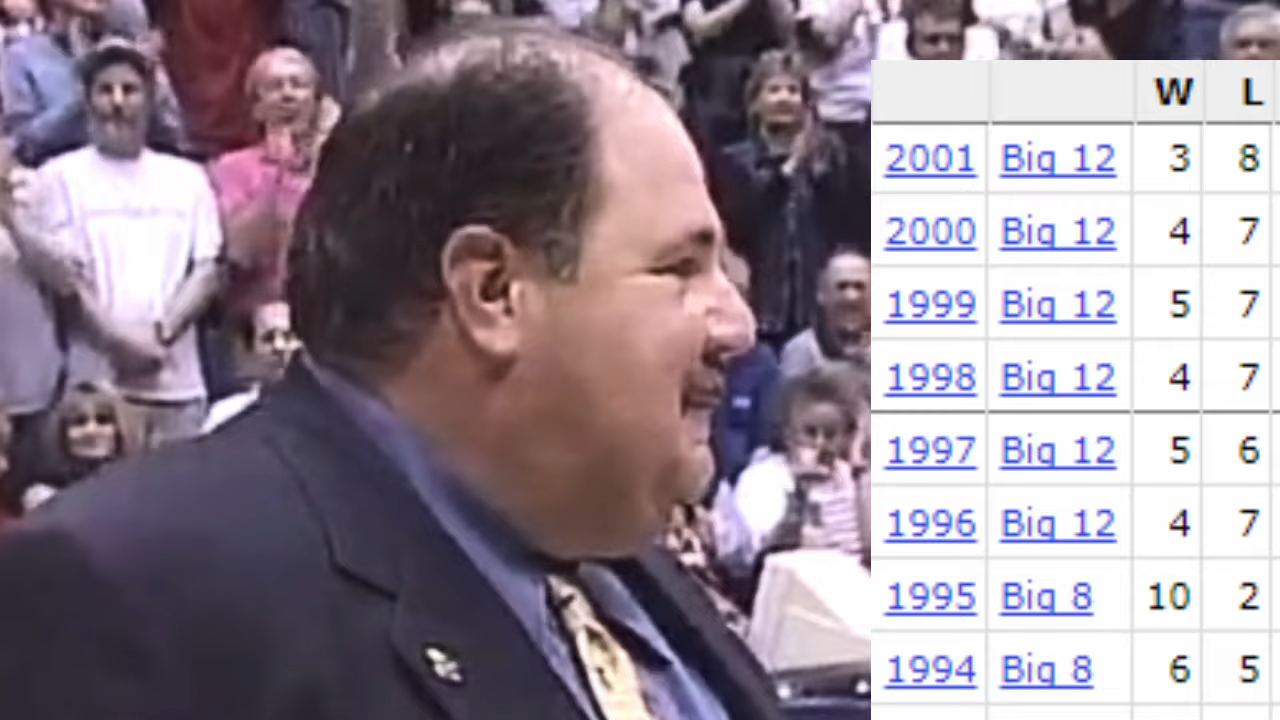 W L
2001 Big 12 3 8
2000 Big 12 4 7
1999 Big 12 5 7
1998 Big 12 4 7
1997 Big 12 5 6
1996 Big 12 4 7
1995 Big 8 10 2
1994 Big 8 6 5